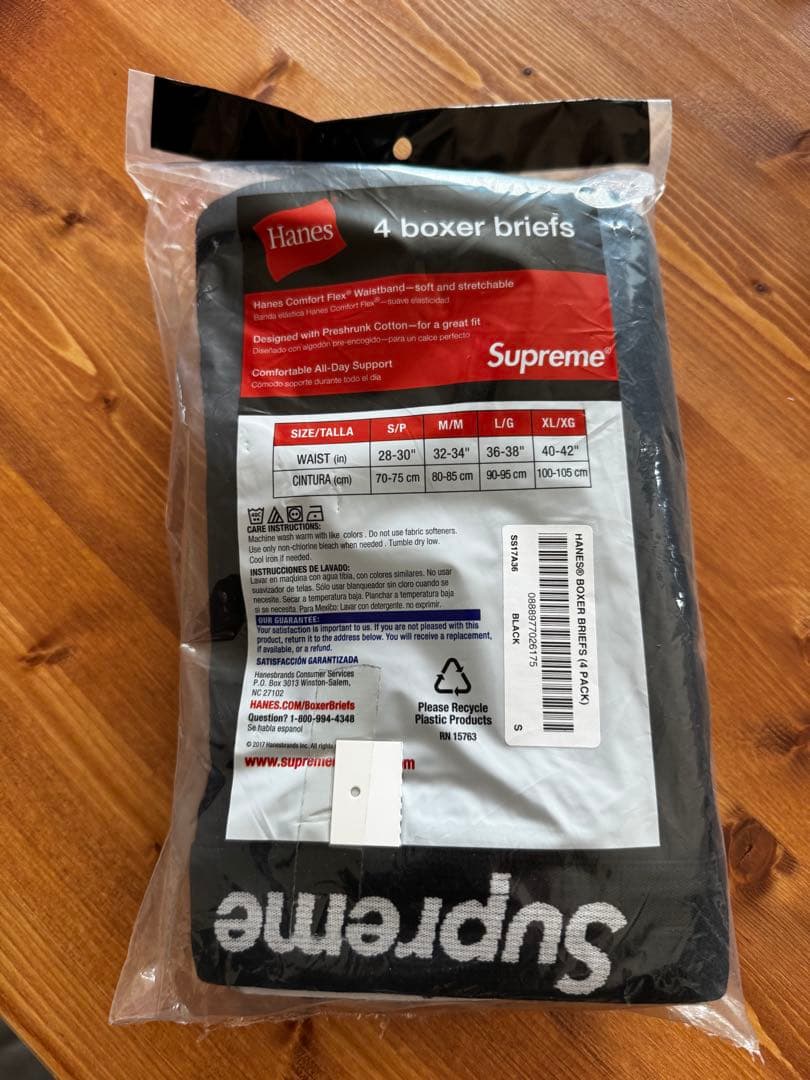 Hanes
4 boxer briefs
Hanes Comfort Flex® Waistband—soft and stretchable
Banda elástica Hanes Comfort Flex®—suave elasticidad
Designed with Preshrunk Cotton—for a great fit
Diseñado con algodón pre-encogido—para un calce perfecto
Supreme®
Comfortable All-Day Support
Cómodo soporte durante todo el día
SIZE/TALLA S/P M/M L/G XL/XG
WAIST (in) 28-30" 32-34" 36-38" 40-42"
CINTURA (cm) 70-75 cm 80-85 cm 90-95 cm 100-105 cm
CARE INSTRUCTIONS:
Machine wash warm with like colors . Do not use fabric softeners.
Use only non-chlorine bleach when needed . Tumble dry low.
Cool iron if needed.
INSTRUCCIONES DE LAVADO:
Lavar en maquina con agua tibia, con colores similares. No usar
suavizador de telas. Sólo usar blanqueador sin cloro cuando se
necesite. Secar a temperatura baja. Planchar a temperatura baja
si se necesita. Para Mexico: Lavar con detergente. no exprimir.
OUR GUARANTEE:
Your satisfaction is important to us. If you are not pleased with this
product, return it to the address below. You will receive a replacement,
if available, or a refund.
SATISFACCIÓN GARANTIZADA
Hanesbrands Consumer Services
P.O. Box 3013 Winston-Salem,
NC 27102
HANES.COM/BoxerBriefs
Question? 1-800-994-4348
Se habla espanol
© 2017 Hanesbrands Inc. All rights
www.supreme
om
Please Recycle
Plastic Products
RN 15763
HANES® BOXER BRIEFS (4 PACK)
0888977026175
SS17A36 BLACK S
Supreme